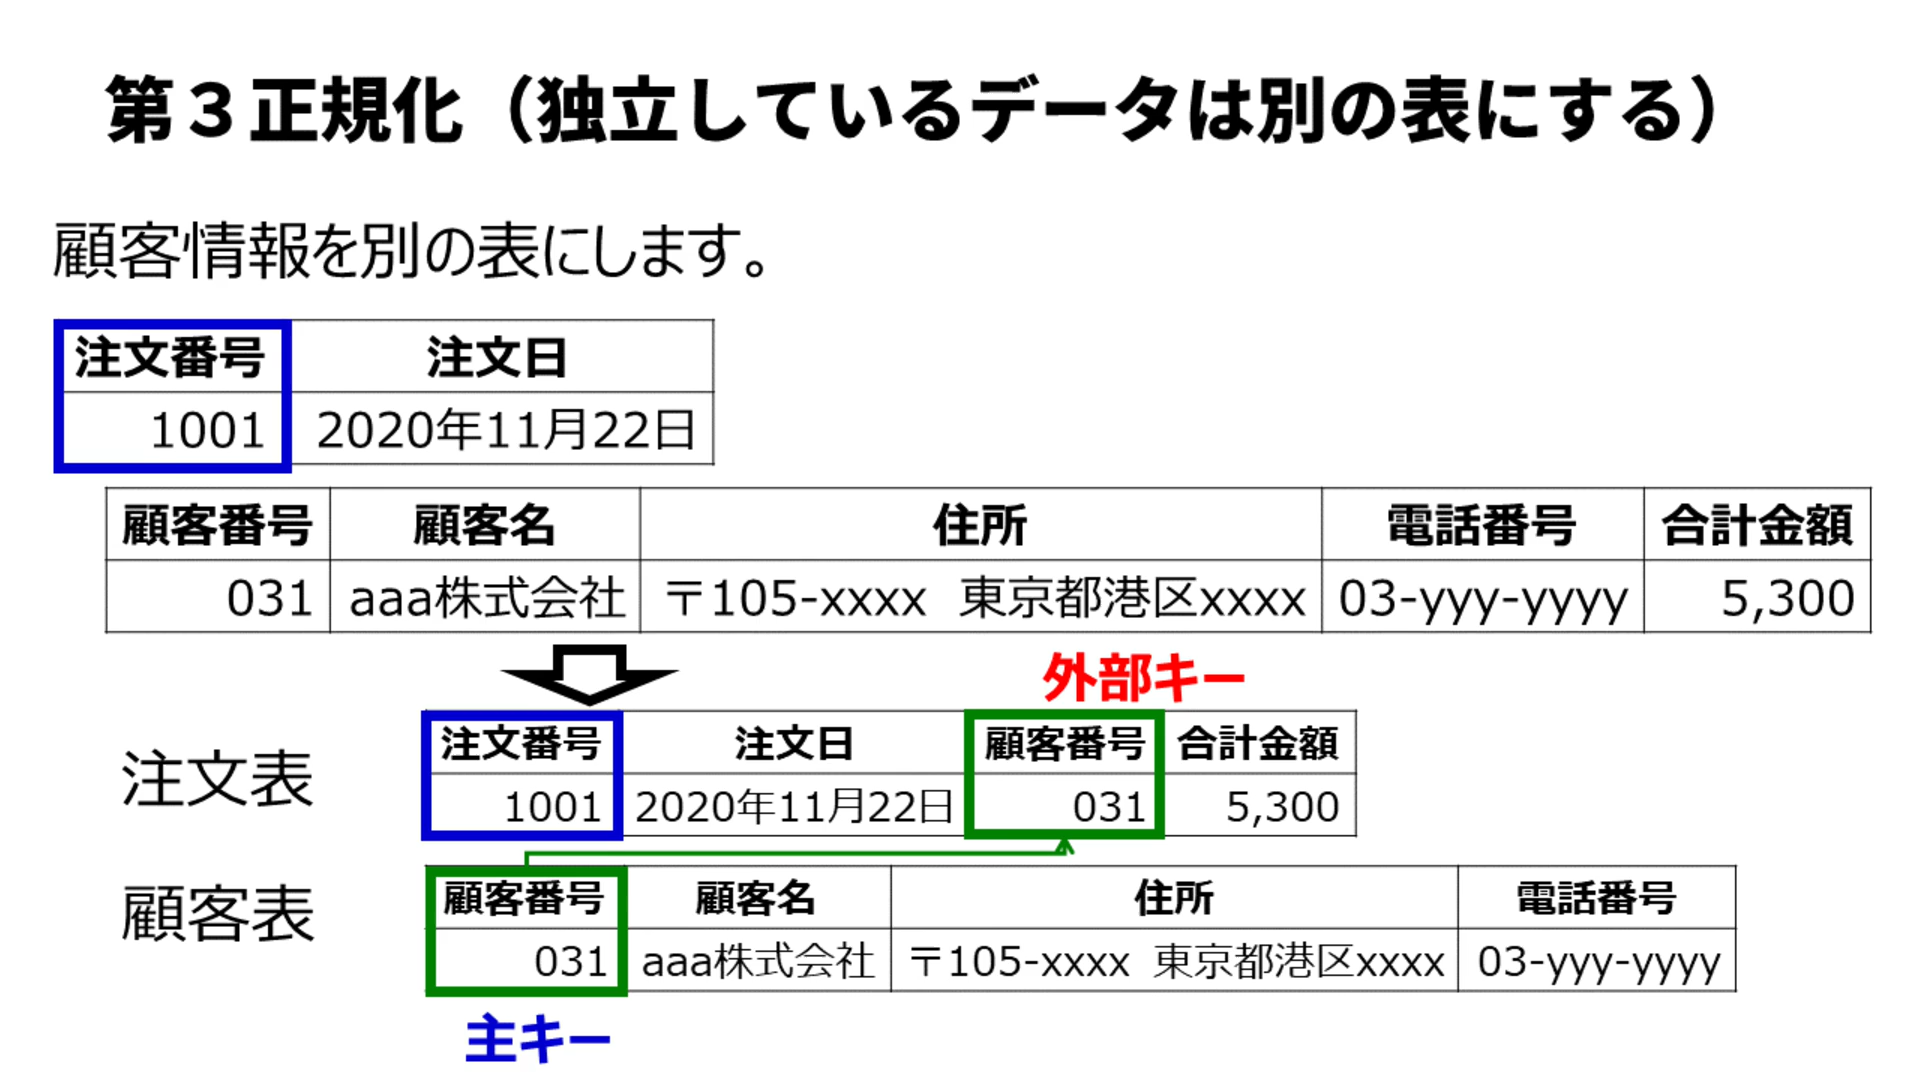 第３正規化（独立しているデータは別の表にする）
顧客情報を別の表にします。
注文番号 注文日
1001 2020年11月22日
顧客番号 顧客名 住所 電話番号 合計金額
031 aaa株式会社 〒105-xxxx 東京都港区xxxx 03-yyy-yyyy 5,300
外部キー
注文表
注文番号 注文日 顧客番号 合計金額
1001 2020年11月22日 031 5,300
顧客表
顧客番号 顧客名 住所 電話番号
031 aaa株式会社 〒105-xxxx 東京都港区xxxx 03-yyy-yyyy
主キー